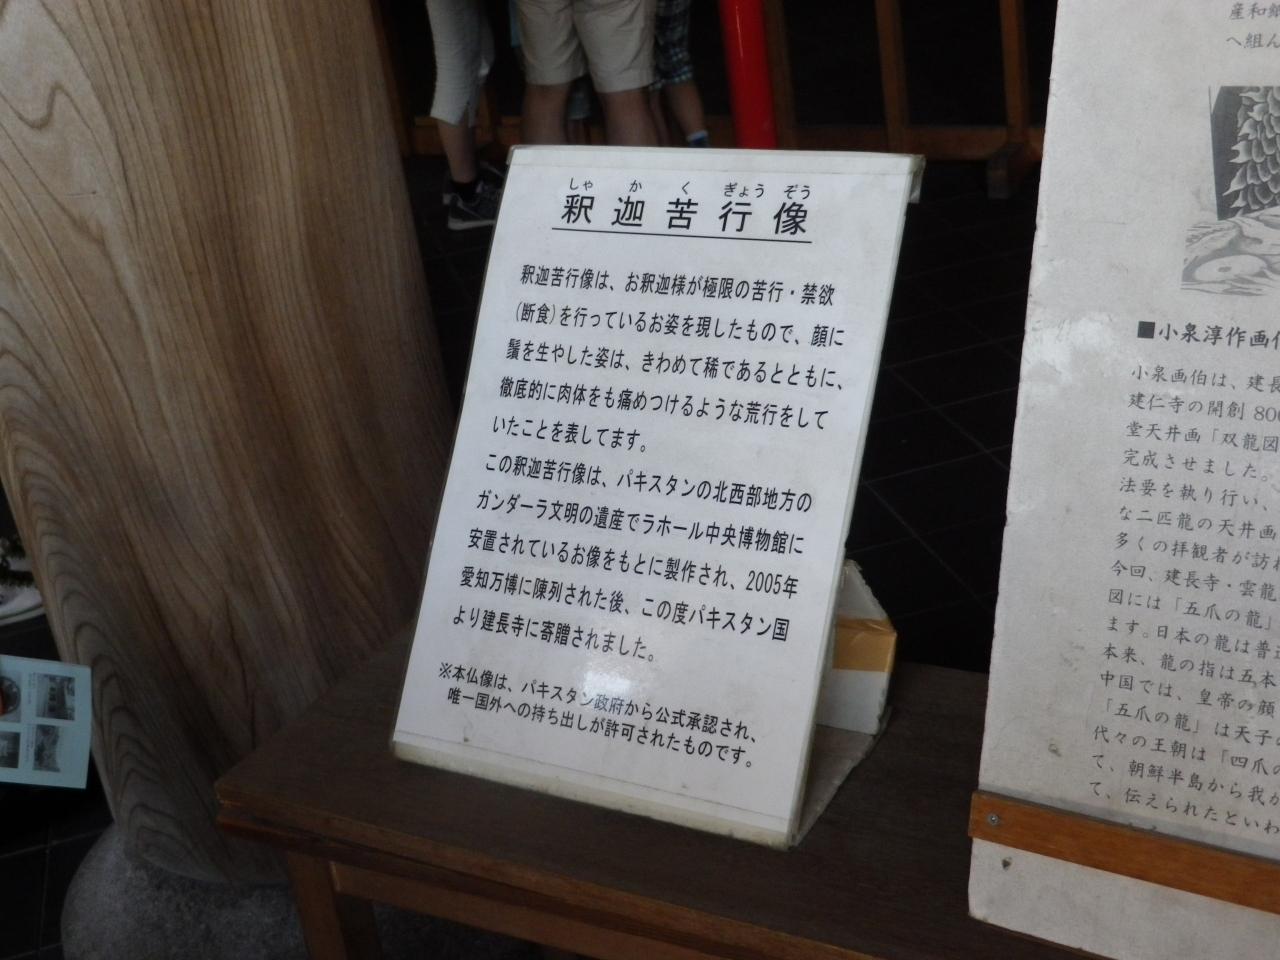 しゃ か く ぎょう ぞう
釈迦苦行像
釈迦苦行像は、お釈迦様が極限の苦行・禁欲
(断食)を行っているお姿を現したもので、顔に
鬚を生やした姿は、きわめて稀であるとともに、
徹底的に肉体をも痛めつけるような荒行をして
いたことを表してます。
この釈迦苦行像は、パキスタンの北西部地方の
ガンダーラ文明の遺産でラホール中央博物館に
安置されているお像をもとに製作され、2005年
愛知万博に陳列された後、この度パキスタン国
より建長寺に寄贈されました。
※本仏像は、パキスタン政府から公式承認され、
唯一国外への持ち出しが許可されたものです。
産和紙
へ組ん
■小泉淳作画伯
小泉画伯は、建長
建仁寺の開創 800
堂天井画「双龍図
完成させました。
法要を執り行い、
な二匹龍の天井画
多くの拝観者が訪れ
今回、建長寺・雲龍
図には「五爪の龍」
ます。日本の龍は普通
本来、龍の指は五本
中国では、皇帝の顔
「五爪の龍」は天子の
代々の王朝は「四爪の
て、朝鮮半島から我が
て、伝えられたといわ